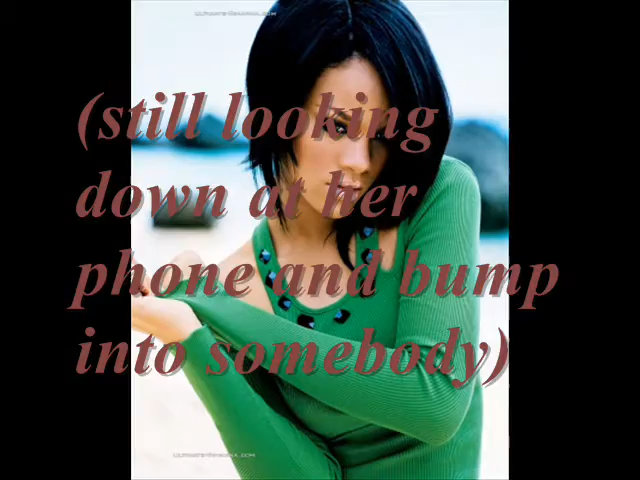 (still looking
down at her
phone and bump
into somebody)